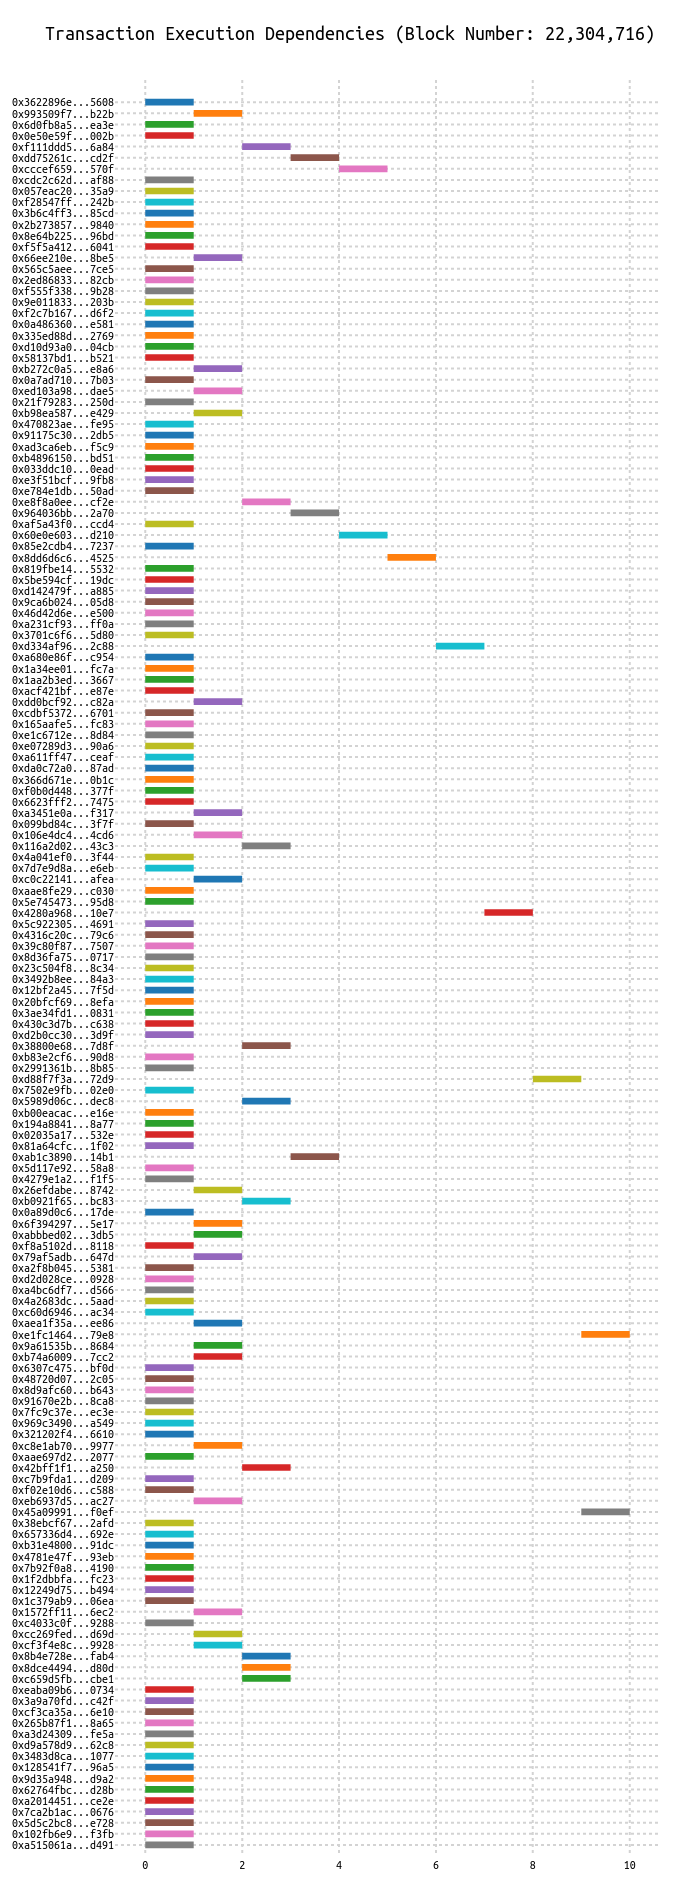 Transaction Execution Dependencies (Block Number: 22,304,716)
0x3622896e...5608
0x993509f7...b22b
0x6d0fb8a5...ea3e
0x0e50e59f...002b
0xf111ddd5...6a84
0xdd75261c...cd2f
0xcccef659...570f
0xcdc2c62d...af88
0x057eac20...35a9
0xf28547ff...242b
0x3b6c4ff3...85cd
0x2b273857...9840
0x8e64b225...96bd
0xf5f5a412...6041
0x66ee210e...8be5
0x565c5aee...7ce5
0x2ed86833...82cb
0xf555f338...9b28
0x9e011833...203b
0xf2c7b167...d6f2
0x0a486360...e581
0x335ed88d...2769
0xd10d93a0...04cb
0x58137bd1...b521
0xb272c0a5...e8a6
0x0a7ad710...7b03
0xed103a98...dae5
0x21f79283...250d
0xb98ea587...e429
0x470823ae...fe95
0x91175c30...2db5
0xad3ca6eb...f5c9
0xb4896150...bd51
0x033ddc10...0ead
0xe3f51bcf...9fb8
0xe784e1db...50ad
0xe8f8a0ee...cf2e
0x964036bb...2a70
0xaf5a43f0...ccd4
0x60e0e603...d210
0x85e2cdb4...7237
0x8dd6d6c6...4525
0x819fbe14...5532
0x5be594cf...19dc
0xd142479f...a885
0x9ca6b024...05d8
0x46d42d6e...e500
0xa231cf93...ff0a
0x3701c6f6...5d80
0xd334af96...2c88
0xa680e86f...c954
0x1a34ee01...fc7a
0x1aa2b3ed...3667
0xacf421bf...e87e
0xdd0bcf92...c82a
0xcdbf5372...6701
0x165aafe5...fc83
0xe1c6712e...8d84
0xe07289d3...90a6
0xa611ff47...ceaf
0xda0c72a0...87ad
0x366d671e...0b1c
0xf0b0d448...377f
0x6623fff2...7475
0xa3451e0a...f317
0x099bd84c...3f7f
0x106e4dc4...4cd6
0x116a2d02...43c3
0x4a041ef0...3f44
0x7d7e9d8a...e6eb
0xc0c22141...afea
0xaae8fe29...c030
0x5e745473...95d8
0x4280a968...10e7
0x5c922305...4691
0x4316c20c...79c6
0x39c80f87...7507
0x8d36fa75...0717
0x23c504f8...8c34
0x3492b8ee...84a3
0x12bf2a45...7f5d
0x20bfcf69...8efa
0x3ae34fd1...0831
0x430c3d7b...c638
0xd2b0cc30...3d9f
0x38800e68...7d8f
0xb83e2cf6...90d8
0x2991361b...8b85
0xd88f7f3a...72d9
0x7502e9fb...02e0
0x5989d06c...dec8
0xb00eacac...e16e
0x194a8841...8a77
0x02035a17...532e
0x81a64cfc...1f02
0xab1c3890...14b1
0x5d117e92...58a8
0x4279e1a2...f1f5
0x26efdabe...8742
0xb0921f65...bc83
0x0a89d0c6...17de
0x6f394297...5e17
0xabbbed02...3db5
0xf8a5102d...8118
0x79af5adb...647d
0xa2f8b045...5381
0xd2d028ce...0928
0xa4bc6df7...d566
0x4a2683dc...5aad
0xc60d6946...ac34
0xaea1f35a...ee86
0xe1fc1464...79e8
0x9a61535b...8684
0xb74a6009...7cc2
0x6307c475...bf0d
0x48720d07...2c05
0x8d9afc60...b643
0x91670e2b...8ca8
0x7fc9c37e...ec3e
0x969c3490...a549
0x321202f4...6610
0xc8e1ab70...9977
0xaae697d2...2077
0x42bff1f1...a250
0xc7b9fda1...d209
0xf02e10d6...c588
0xeb6937d5...ac27
0x45a09991...f0ef
0x38ebcf67...2afd
0x657336d4...692e
0xb31e4800...91dc
0x4781e47f...93eb
0x7b92f0a8...4190
0x1f2dbbfa...fc23
0x12249d75...b494
0x1c379ab9...06ea
0x1572ff11...6ec2
0xc4033c0f...9288
0xcc269fed...d69d
0xcf3f4e8c...9928
0x8b4e728e...fab4
0x8dce4494...d80d
0xc659d5fb...cbe1
0xeaba09b6...0734
0x3a9a70fd...c42f
0xcf3ca35a...6e10
0x265b87f1...8a65
0xa3d24309...fe5a
0xd9a578d9...62c8
0x3483d8ca...1077
0x128541f7...96a5
0x9d35a948...d9a2
0x62764fbc...d28b
0xa2014451...ce2e
0x7ca2b1ac...0676
0x5d5c2bc8...e728
0x102fb6e9...f3fb
0xa515061a...d491
0 2 4 6 8 10